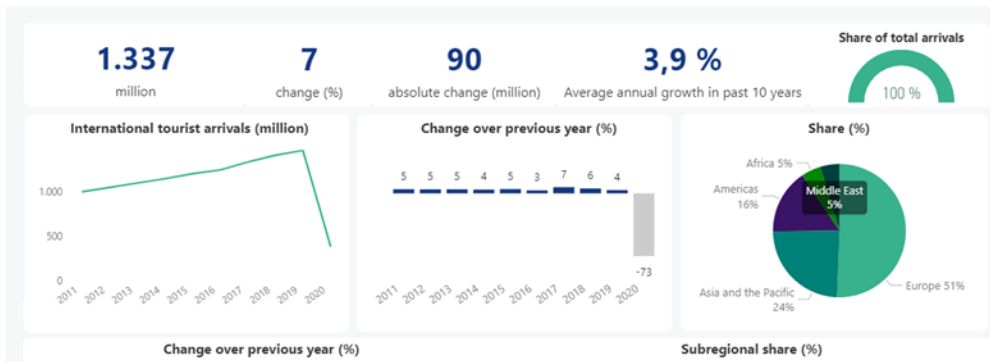 1.337
million
7
change (%)
90
absolute change (million)
3,9 %
Average annual growth in past 10 years
Share of total arrivals
100 %
International tourist arrivals (million)
1.000
500
0
2011 2012 2013 2014 2015 2016 2017 2018 2019 2020
Change over previous year (%)
5 5 5 4 5 3 7 6 4
-73
2011 2012 2013 2014 2015 2016 2017 2018 2019 2020
Share (%)
Africa 5%
Middle East
5%
Americas
16%
Europe 51%
Asia and the Pacific
24%
Change over previous year (%)
Subregional share (%)